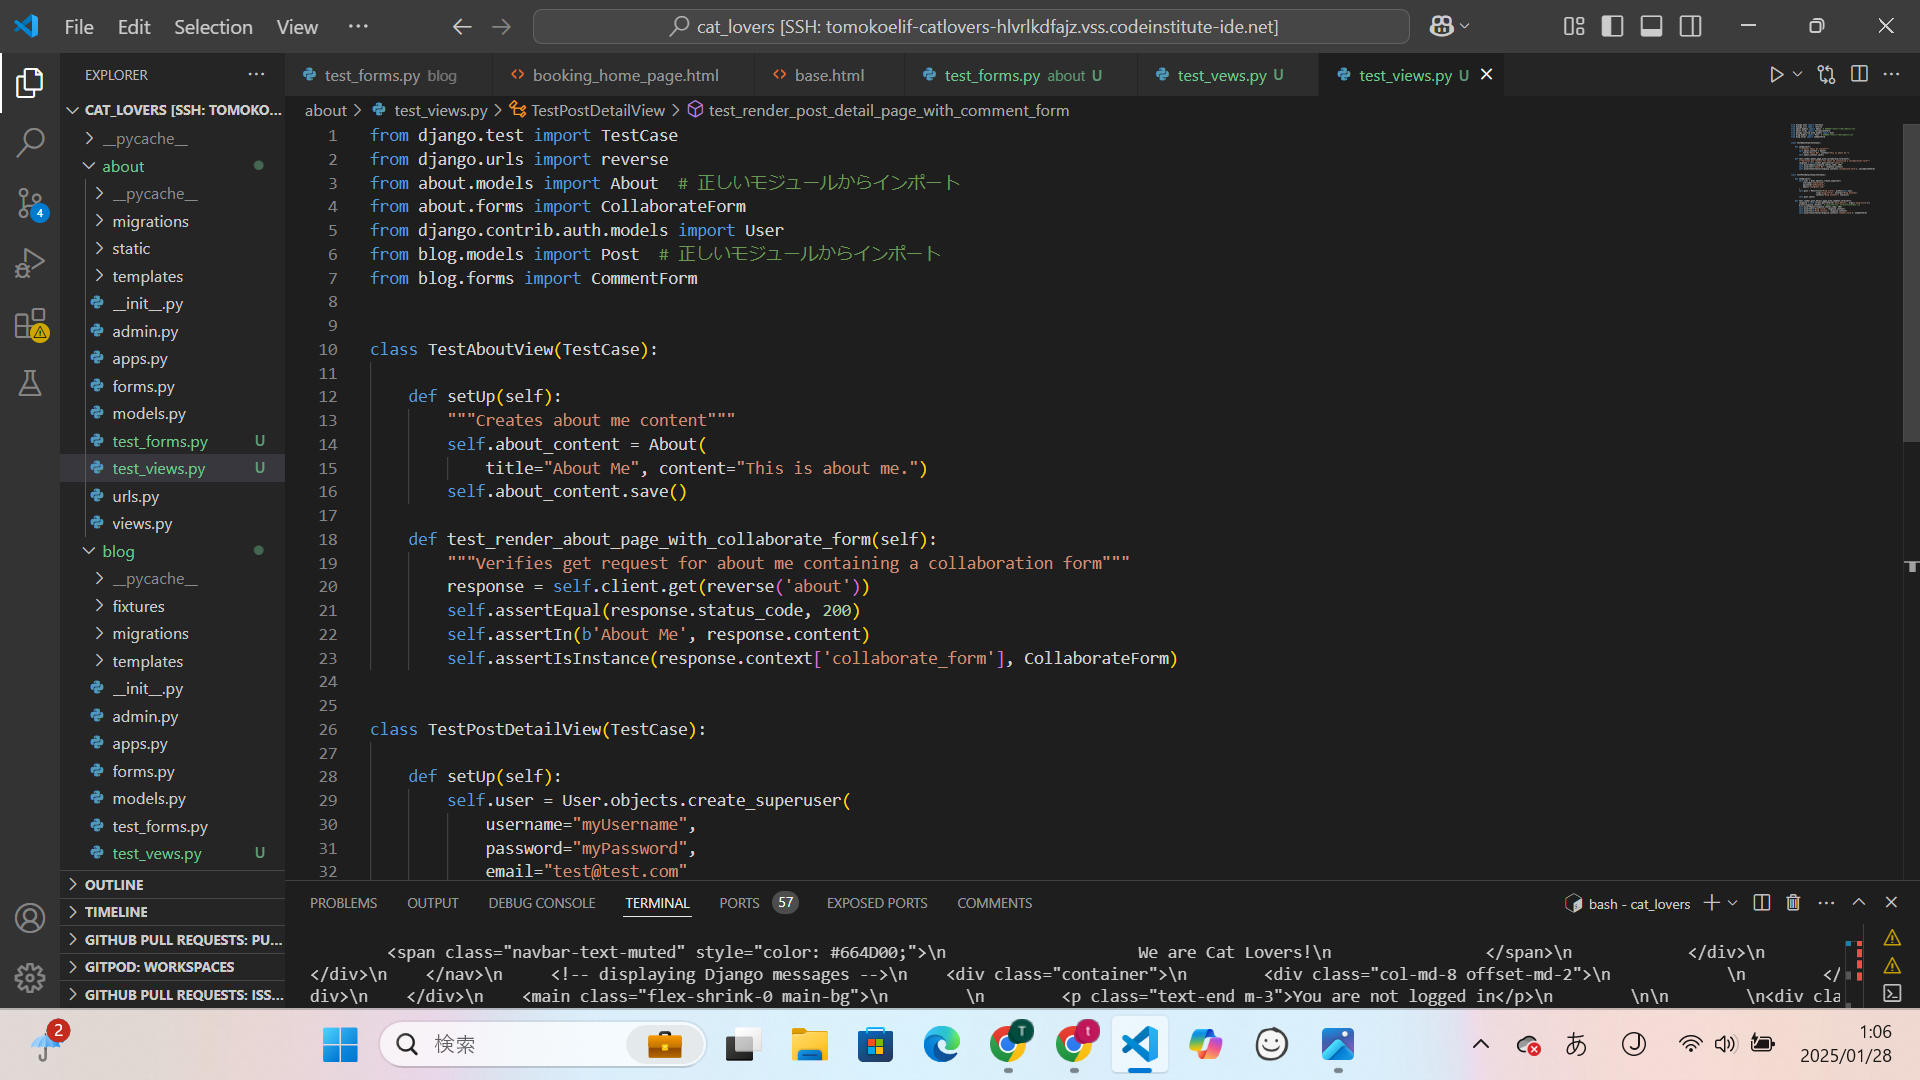 File Edit Selection View ···
cat_lovers [SSH: tomokoelif-catlovers-hlvrlkdfajz.vss.codeinstitute-ide.net]
EXPLORER ···
test_forms.py blog
booking_home_page.html
base.html
test_forms.py about U
test_vews.py U
test_views.py U
CAT_LOVERS [SSH: TOMOKO...
__pycache__
about
__pycache__
migrations
static
templates
__init__.py
admin.py
apps.py
forms.py
models.py
test_forms.py U
test_views.py U
urls.py
views.py
blog
__pycache__
fixtures
migrations
templates
__init__.py
admin.py
apps.py
forms.py
models.py
test_forms.py
test_vews.py U
OUTLINE
TIMELINE
GITHUB PULL REQUESTS: PU...
GITPOD: WORKSPACES
GITHUB PULL REQUESTS: ISS...
4
about > test_views.py > TestPostDetailView > test_render_post_detail_page_with_comment_form
1 from django.test import TestCase
2 from django.urls import reverse
3 from about.models import About  # 正しいモジュールからインポート
4 from about.forms import CollaborateForm
5 from django.contrib.auth.models import User
6 from blog.models import Post  # 正しいモジュールからインポート
7 from blog.forms import CommentForm
8
9
10 class TestAboutView(TestCase):
11
12     def setUp(self):
13         """Creates about me content"""
14         self.about_content = About(
15             title="About Me", content="This is about me.")
16         self.about_content.save()
17
18     def test_render_about_page_with_collaborate_form(self):
19         """Verifies get request for about me containing a collaboration form"""
20         response = self.client.get(reverse('about'))
21         self.assertEqual(response.status_code, 200)
22         self.assertIn(b'About Me', response.content)
23         self.assertIsInstance(response.context['collaborate_form'], CollaborateForm)
24
25
26 class TestPostDetailView(TestCase):
27
28     def setUp(self):
29         self.user = User.objects.create_superuser(
30             username="myUsername",
31             password="myPassword",
32             email="test@test.com"
PROBLEMS OUTPUT DEBUG CONSOLE TERMINAL PORTS 57 EXPOSED PORTS COMMENTS
bash - cat_lovers
<span class="navbar-text-muted" style="color: #664D00;">\n We are Cat Lovers!\n </span>\n </div>\n
</div>\n </nav>\n <!-- displaying Django messages -->\n <div class="container">\n <div class="col-md-8 offset-md-2">\n \n </
div>\n </div>\n <main class="flex-shrink-0 main-bg">\n \n <p class="text-end m-3">You are not logged in</p>\n \n\n \n<div cla
2
検索
T
t
あ
J
1:06
2025/01/28